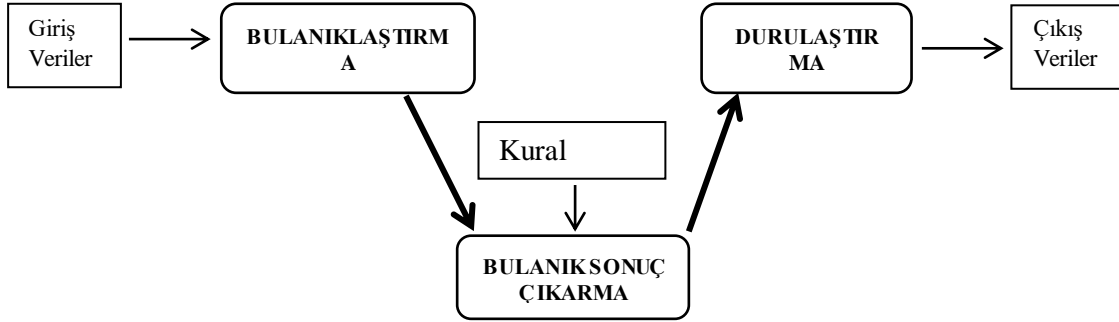 Giriş
Veriler
BULANIKLAŞTIRM
A
Kural
BULANIK SONUÇ
ÇIKARMA
DURULAŞTIR
MA
Çıkış
Veriler